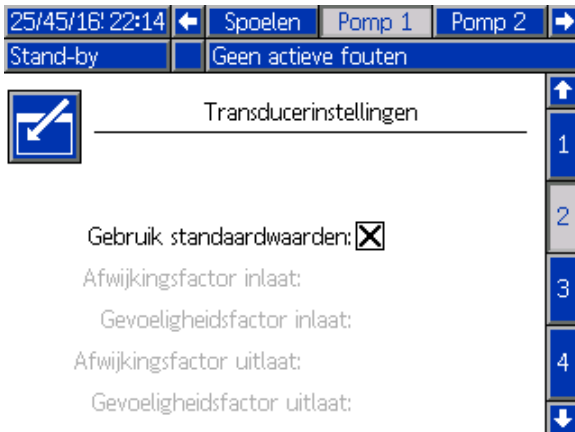 25/45/16! 22:14 Spoelen Pomp 1 Pomp 2
Stand-by Geen actieve fouten
Transducerinstellingen
1
2
Gebruik standaardwaarden:
Afwijkingsfactor inlaat:
3
Gevoeligheidsfactor inlaat:
Afwijkingsfactor uitlaat:
4
Gevoeligheidsfactor uitlaat: